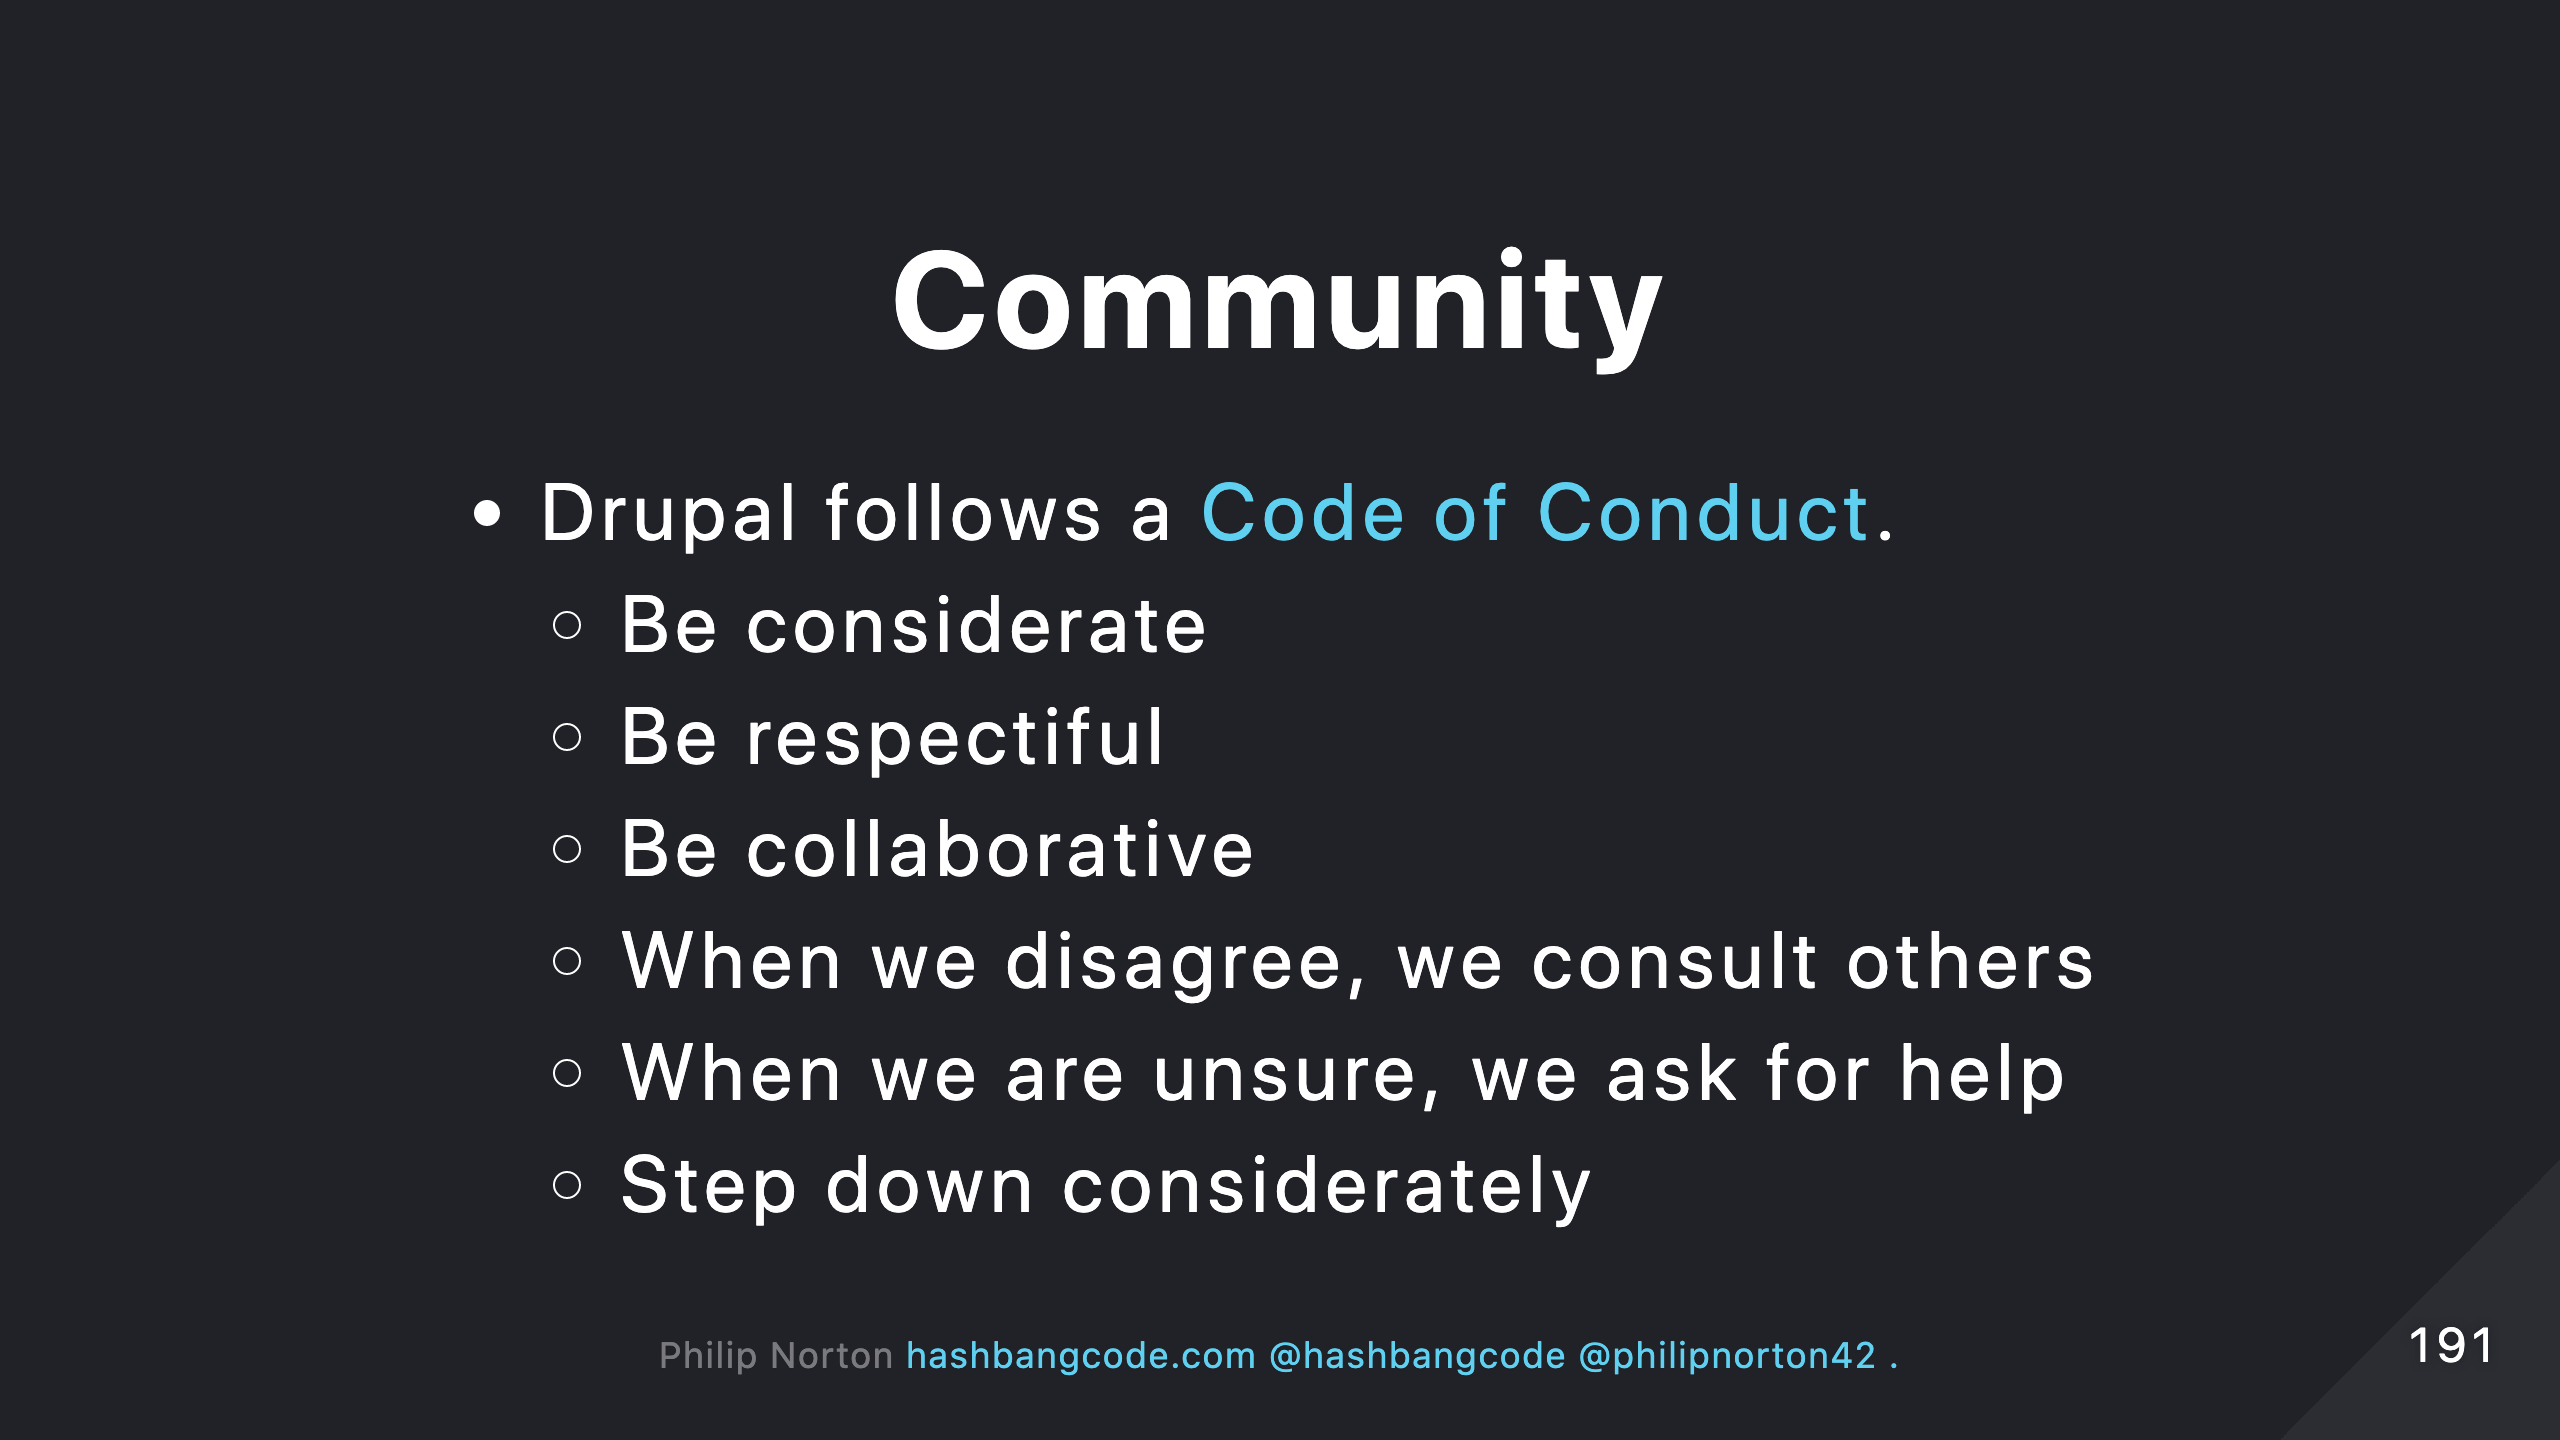 Community
• Drupal follows a Code of Conduct.
○ Be considerate
○ Be respectiful
○ Be collaborative
○ When we disagree, we consult others
○ When we are unsure, we ask for help
○ Step down considerately
Philip Norton hashbangcode.com @hashbangcode @philipnorton42 .
191